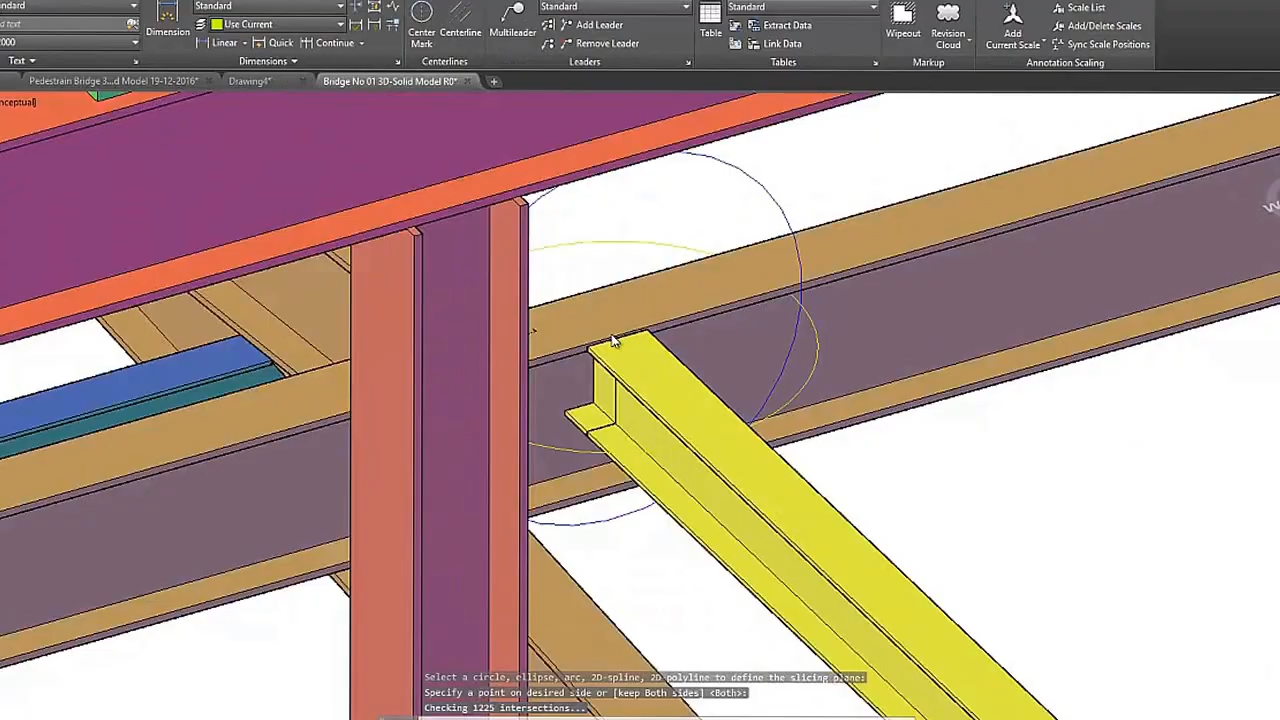 ndard Standard Standard Standard Scale List
Use Current Add Leader Extract Data Add/Delete Scales
Dimension Center Mark Centerline Multileader Table Wipeout Revision Cloud Add Current Scale
2000 Linear Quick Continue Remove Leader Link Data Sync Scale Positions
Text Dimensions Centerlines Leaders Tables Markup Annotation Scaling
Pedestrain Bridge 3...d Model 19-12-2016* Drawing4* Bridge No 01 3D-Solid Model R0*
nceptual]
W
Select a circle, ellipse, arc, 2D-spline, 2D-polyline to define the slicing plane:
Specify a point on desired side or [keep Both sides] <Both>:
Checking 1225 intersections...